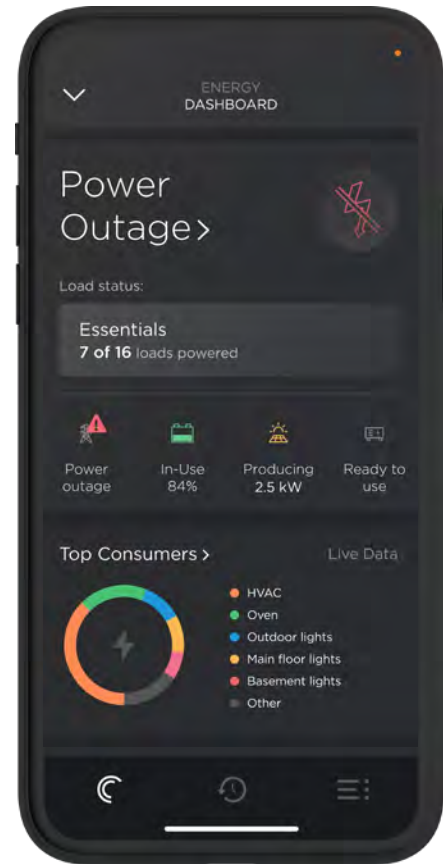 ENERGY
DASHBOARD
Power
Outage>
Load status:
Essentials
7 of 16 loads powered
Power
outage
In-Use
84%
Producing
2.5 kW
Ready to
use
Top Consumers >
Live Data
HVAC
Oven
Outdoor lights
Main floor lights
Basement lights
Other